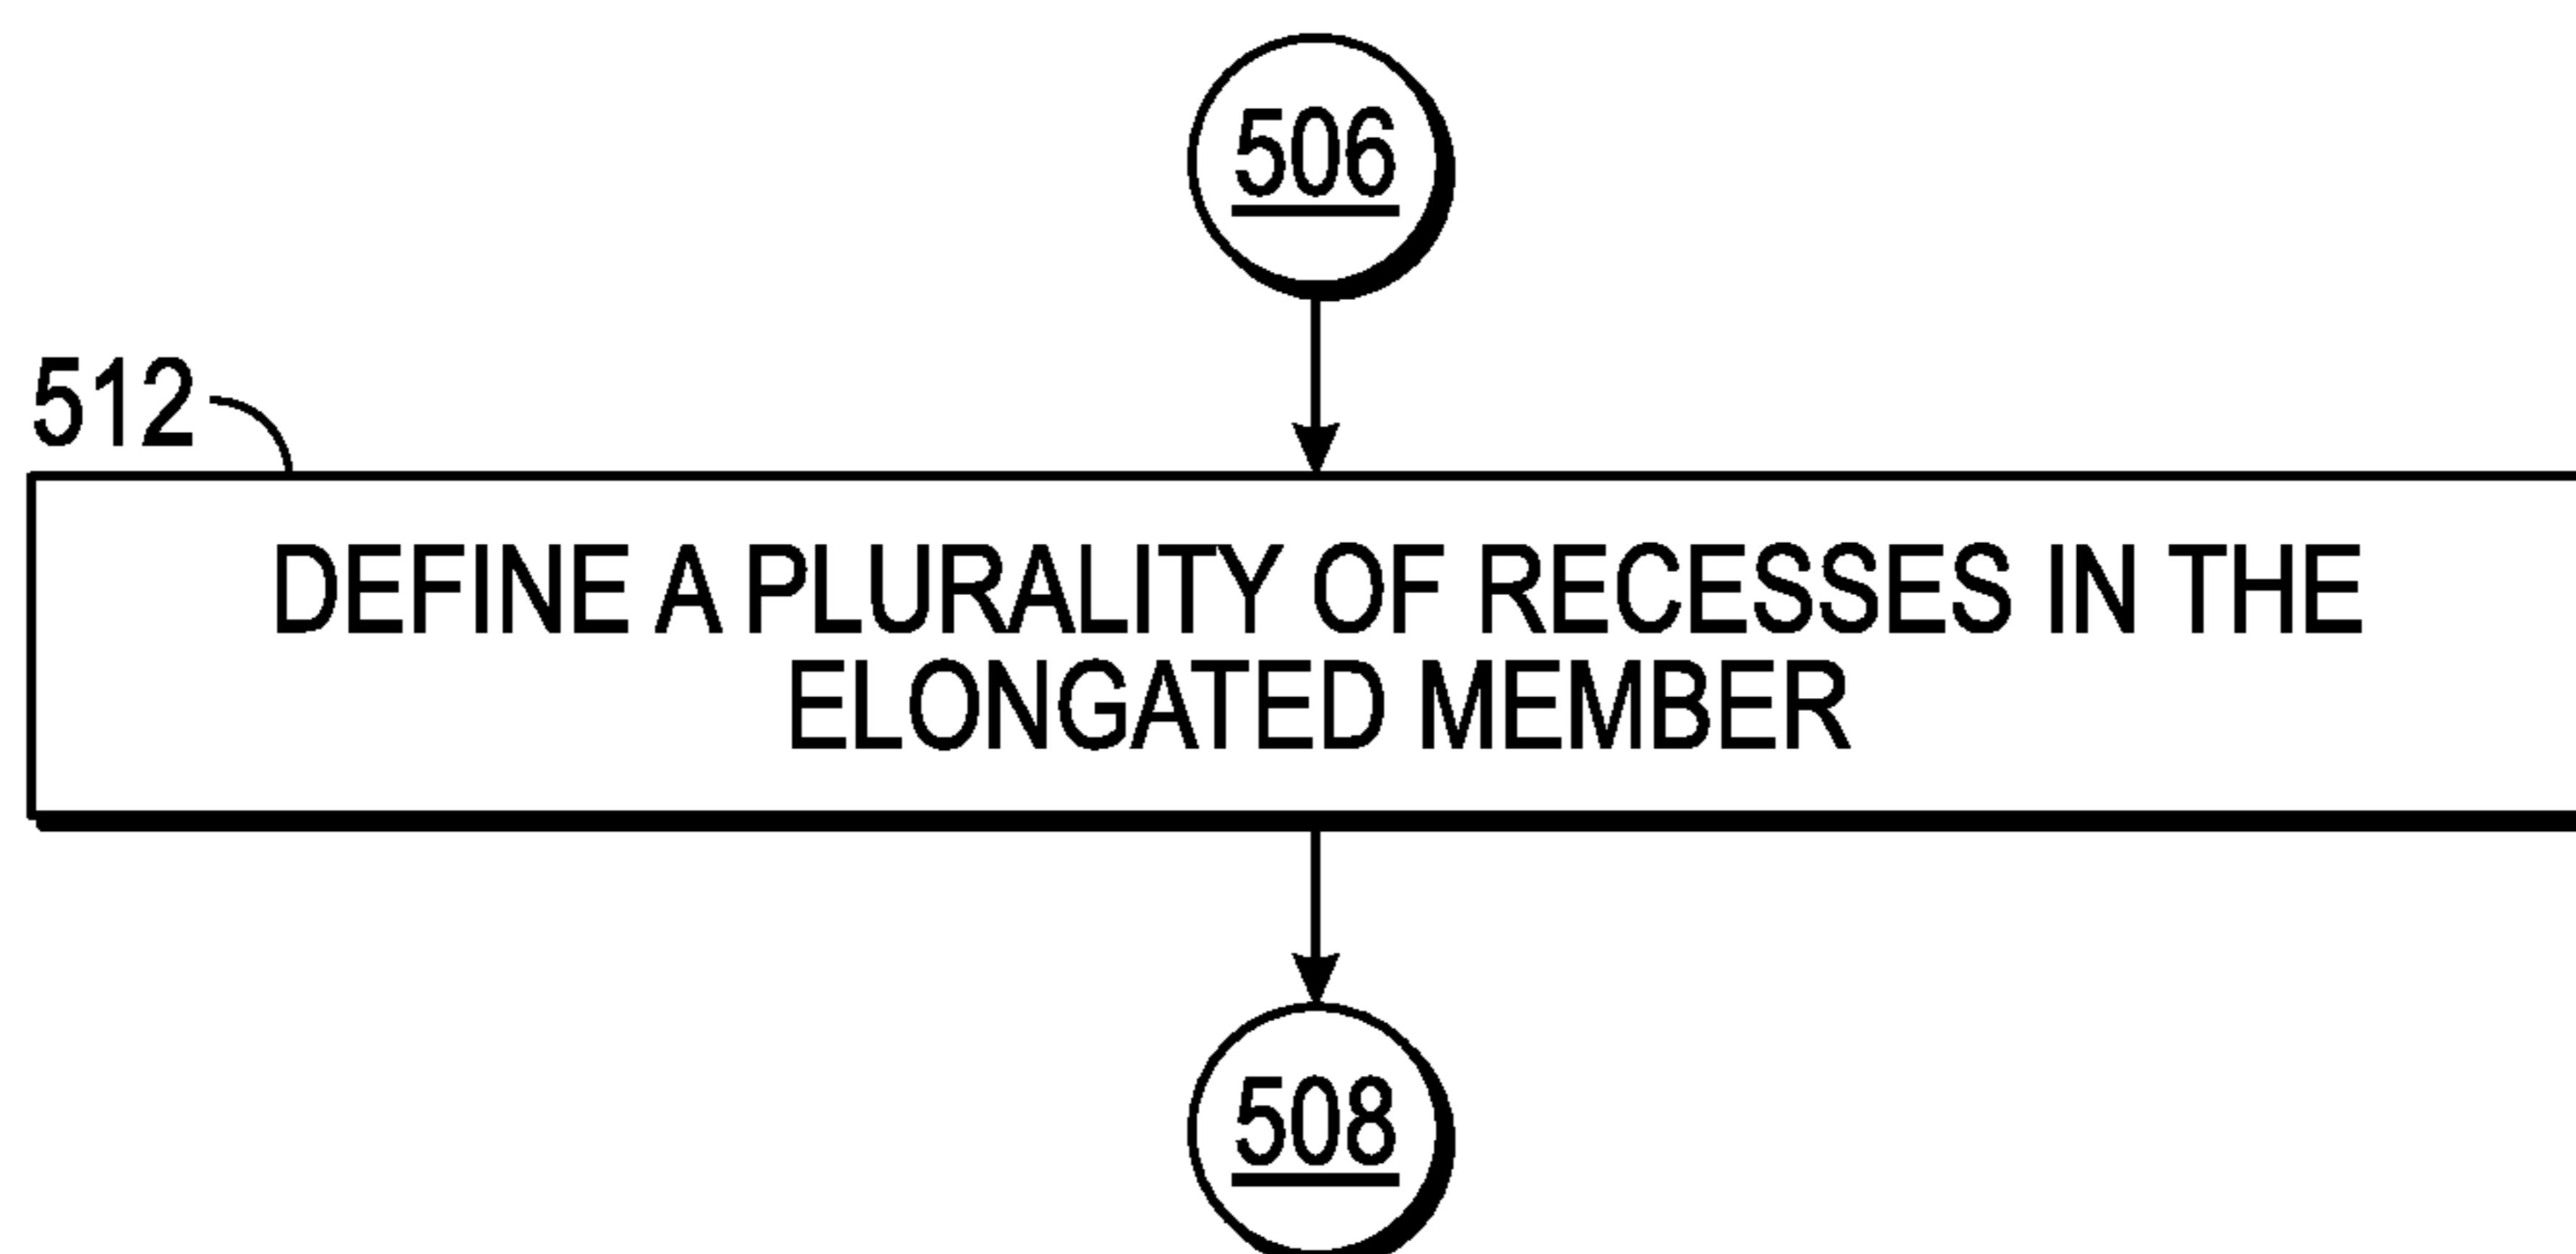 506
512
DEFINE A PLURALITY OF RECESSES IN THE
ELONGATED MEMBER
508